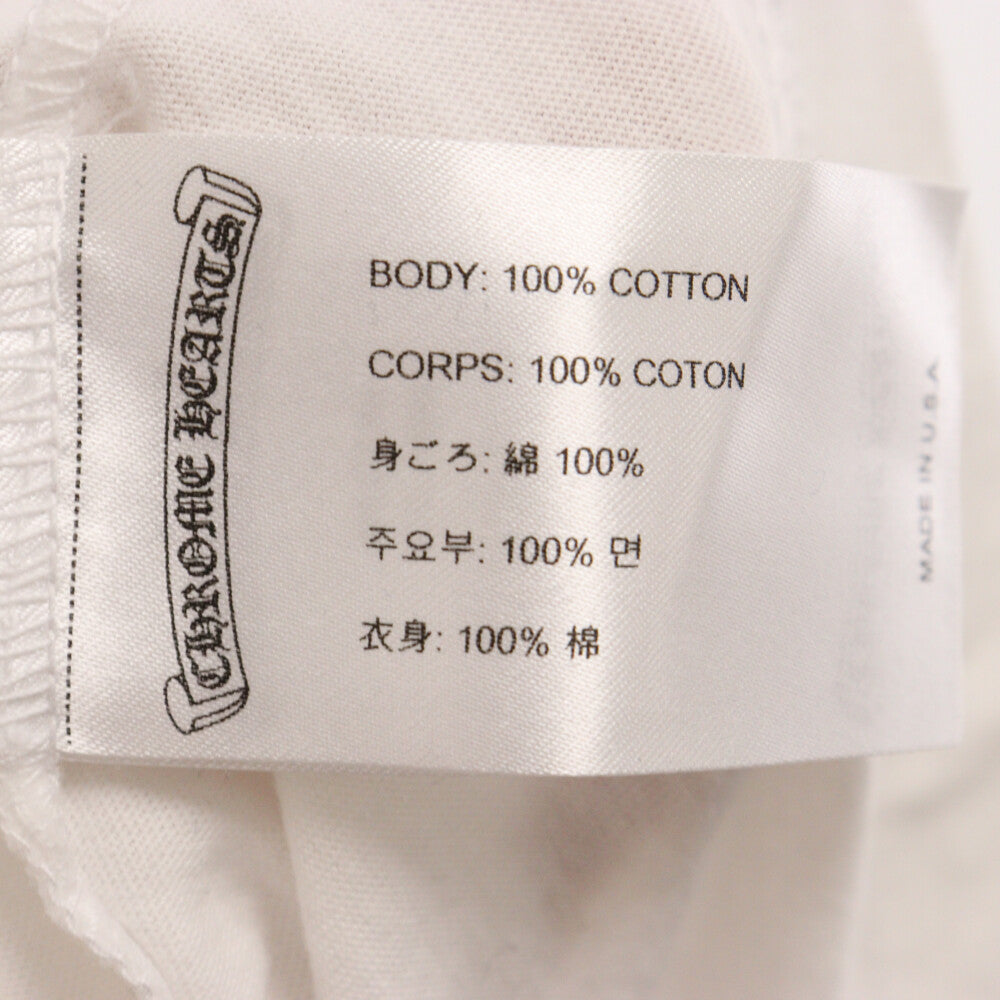 CHROME HEARTS
BODY: 100% COTTON
CORPS: 100% COTON
身ごろ: 綿 100%
주요부: 100% 면
衣身: 100% 棉
MADE IN U.S.A